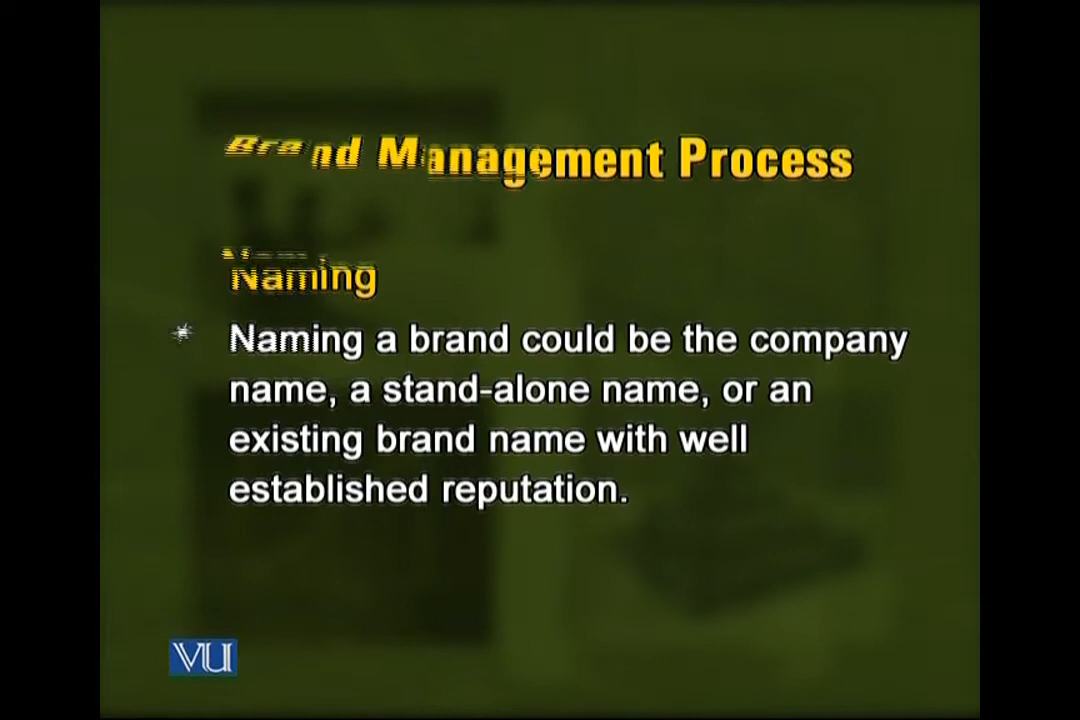 Brand Management Process
Naming
* Naming a brand could be the company
name, a stand-alone name, or an
existing brand name with well
established reputation.
VU